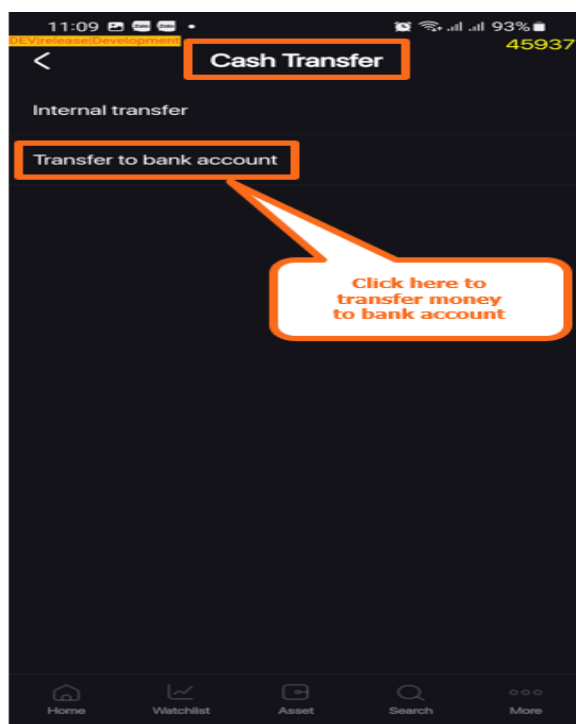 11:09 93%
DEV|release|Development
45937
Cash Transfer
Internal transfer
Transfer to bank account
Click here to
transfer money
to bank account
Home Watchlist Asset Search More